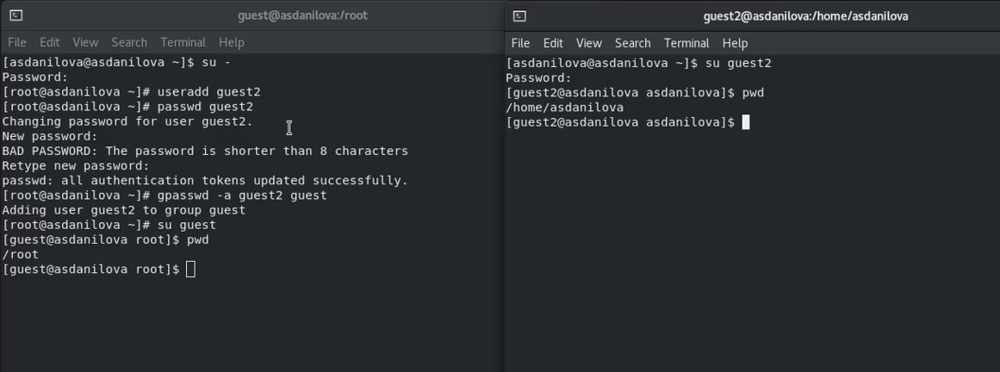 guest@asdanilova:/root
File Edit View Search Terminal Help
[asdanilova@asdanilova ~]$ su -
Password:
[root@asdanilova ~]# useradd guest2
[root@asdanilova ~]# passwd guest2
Changing password for user guest2.
New password:
BAD PASSWORD: The password is shorter than 8 characters
Retype new password:
passwd: all authentication tokens updated successfully.
[root@asdanilova ~]# gpasswd -a guest2 guest
Adding user guest2 to group guest
[root@asdanilova ~]# su guest
[guest@asdanilova root]$ pwd
/root
[guest@asdanilova root]$
guest2@asdanilova:/home/asdanilova
File Edit View Search Terminal Help
[asdanilova@asdanilova ~]$ su guest2
Password:
[guest2@asdanilova asdanilova]$ pwd
/home/asdanilova
[guest2@asdanilova asdanilova]$